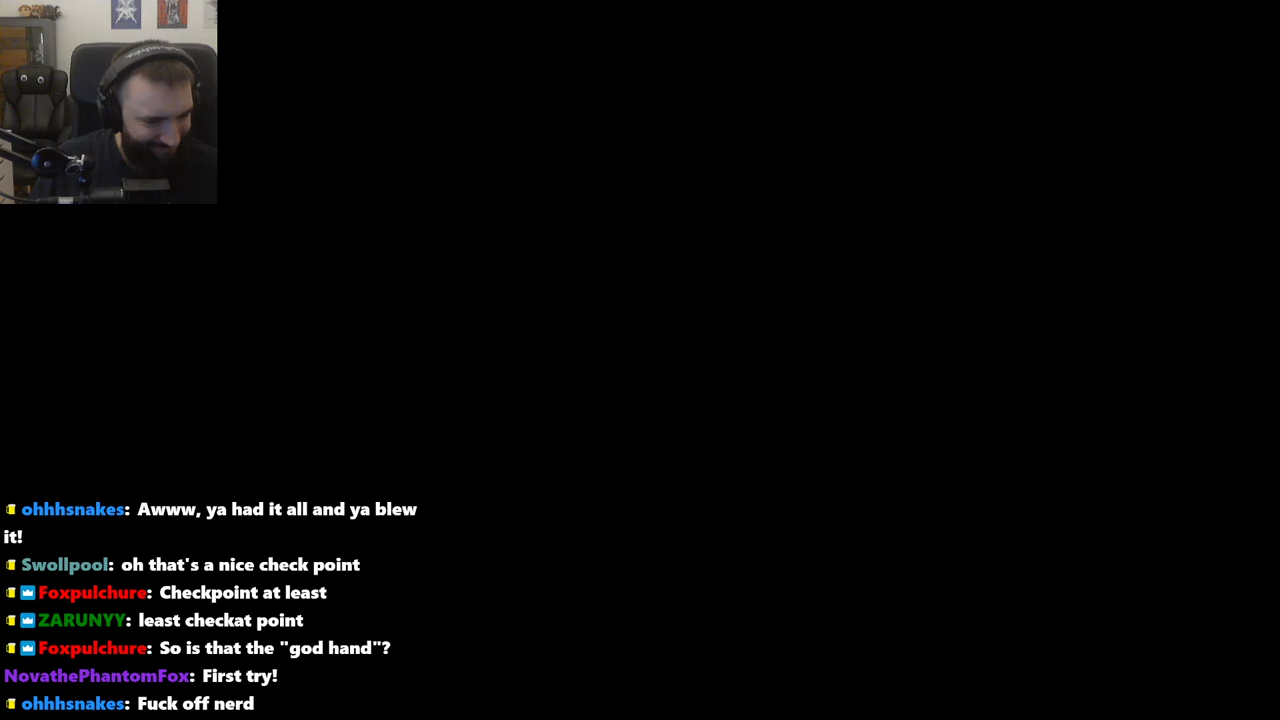 ohhhsnakes: Awww, ya had it all and ya blew
it!
Swollpool: oh that's a nice check point
Foxpulchure: Checkpoint at least
ZARUNYY: least checkat point
Foxpulchure: So is that the "god hand"?
NovathePhantomFox: First try!
ohhhsnakes: Fuck off nerd